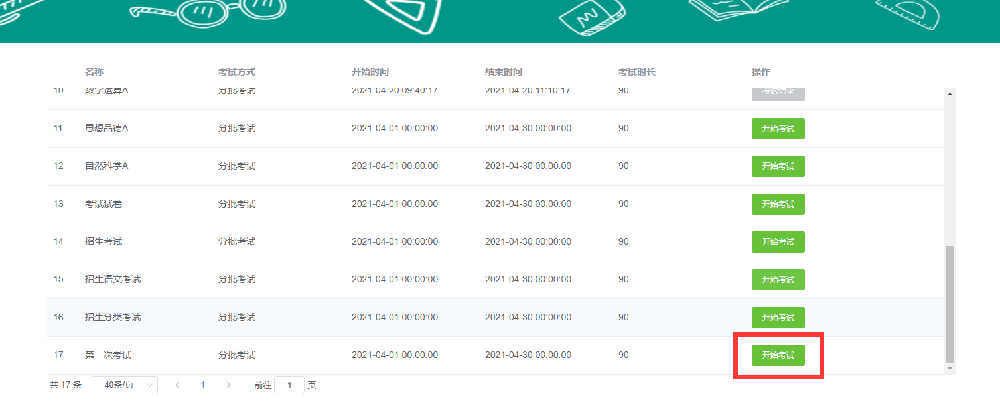 名称 考试方式 开始时间 结束时间 考试时长 操作
10 数学运算A 分批考试 2021-04-20 09:40:17 2021-04-20 11:10:17 90 考试结束
11 思想品德A 分批考试 2021-04-01 00:00:00 2021-04-30 00:00:00 90 开始考试
12 自然科学A 分批考试 2021-04-01 00:00:00 2021-04-30 00:00:00 90 开始考试
13 考试试卷 分批考试 2021-04-01 00:00:00 2021-04-30 00:00:00 90 开始考试
14 招生考试 分批考试 2021-04-01 00:00:00 2021-04-30 00:00:00 90 开始考试
15 招生语文考试 分批考试 2021-04-01 00:00:00 2021-04-30 00:00:00 90 开始考试
16 招生分类考试 分批考试 2021-04-01 00:00:00 2021-04-30 00:00:00 90 开始考试
17 第一次考试 分批考试 2021-04-01 00:00:00 2021-04-30 00:00:00 90 开始考试
共 17 条 40条/页 1 前往 1 页